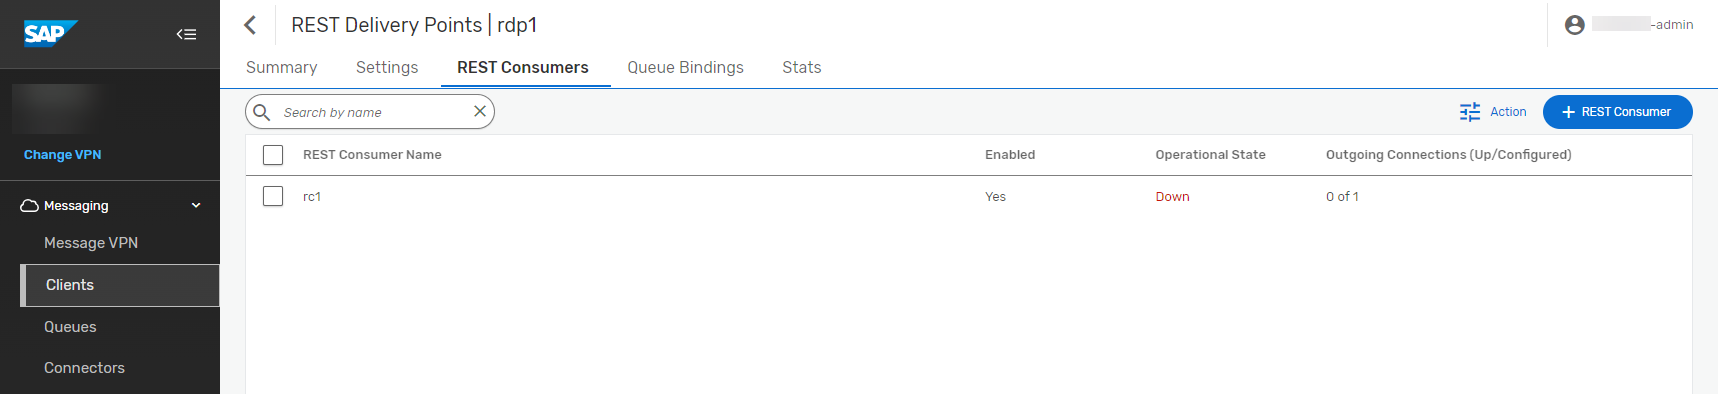 SAP
REST Delivery Points | rdp1
-admin
Summary Settings REST Consumers Queue Bindings Stats
Change VPN
Search by name
Action
REST Consumer
REST Consumer Name Enabled Operational State Outgoing Connections (Up/Configured)
rc1 Yes Down 0 of 1
Messaging
Message VPN
Clients
Queues
Connectors